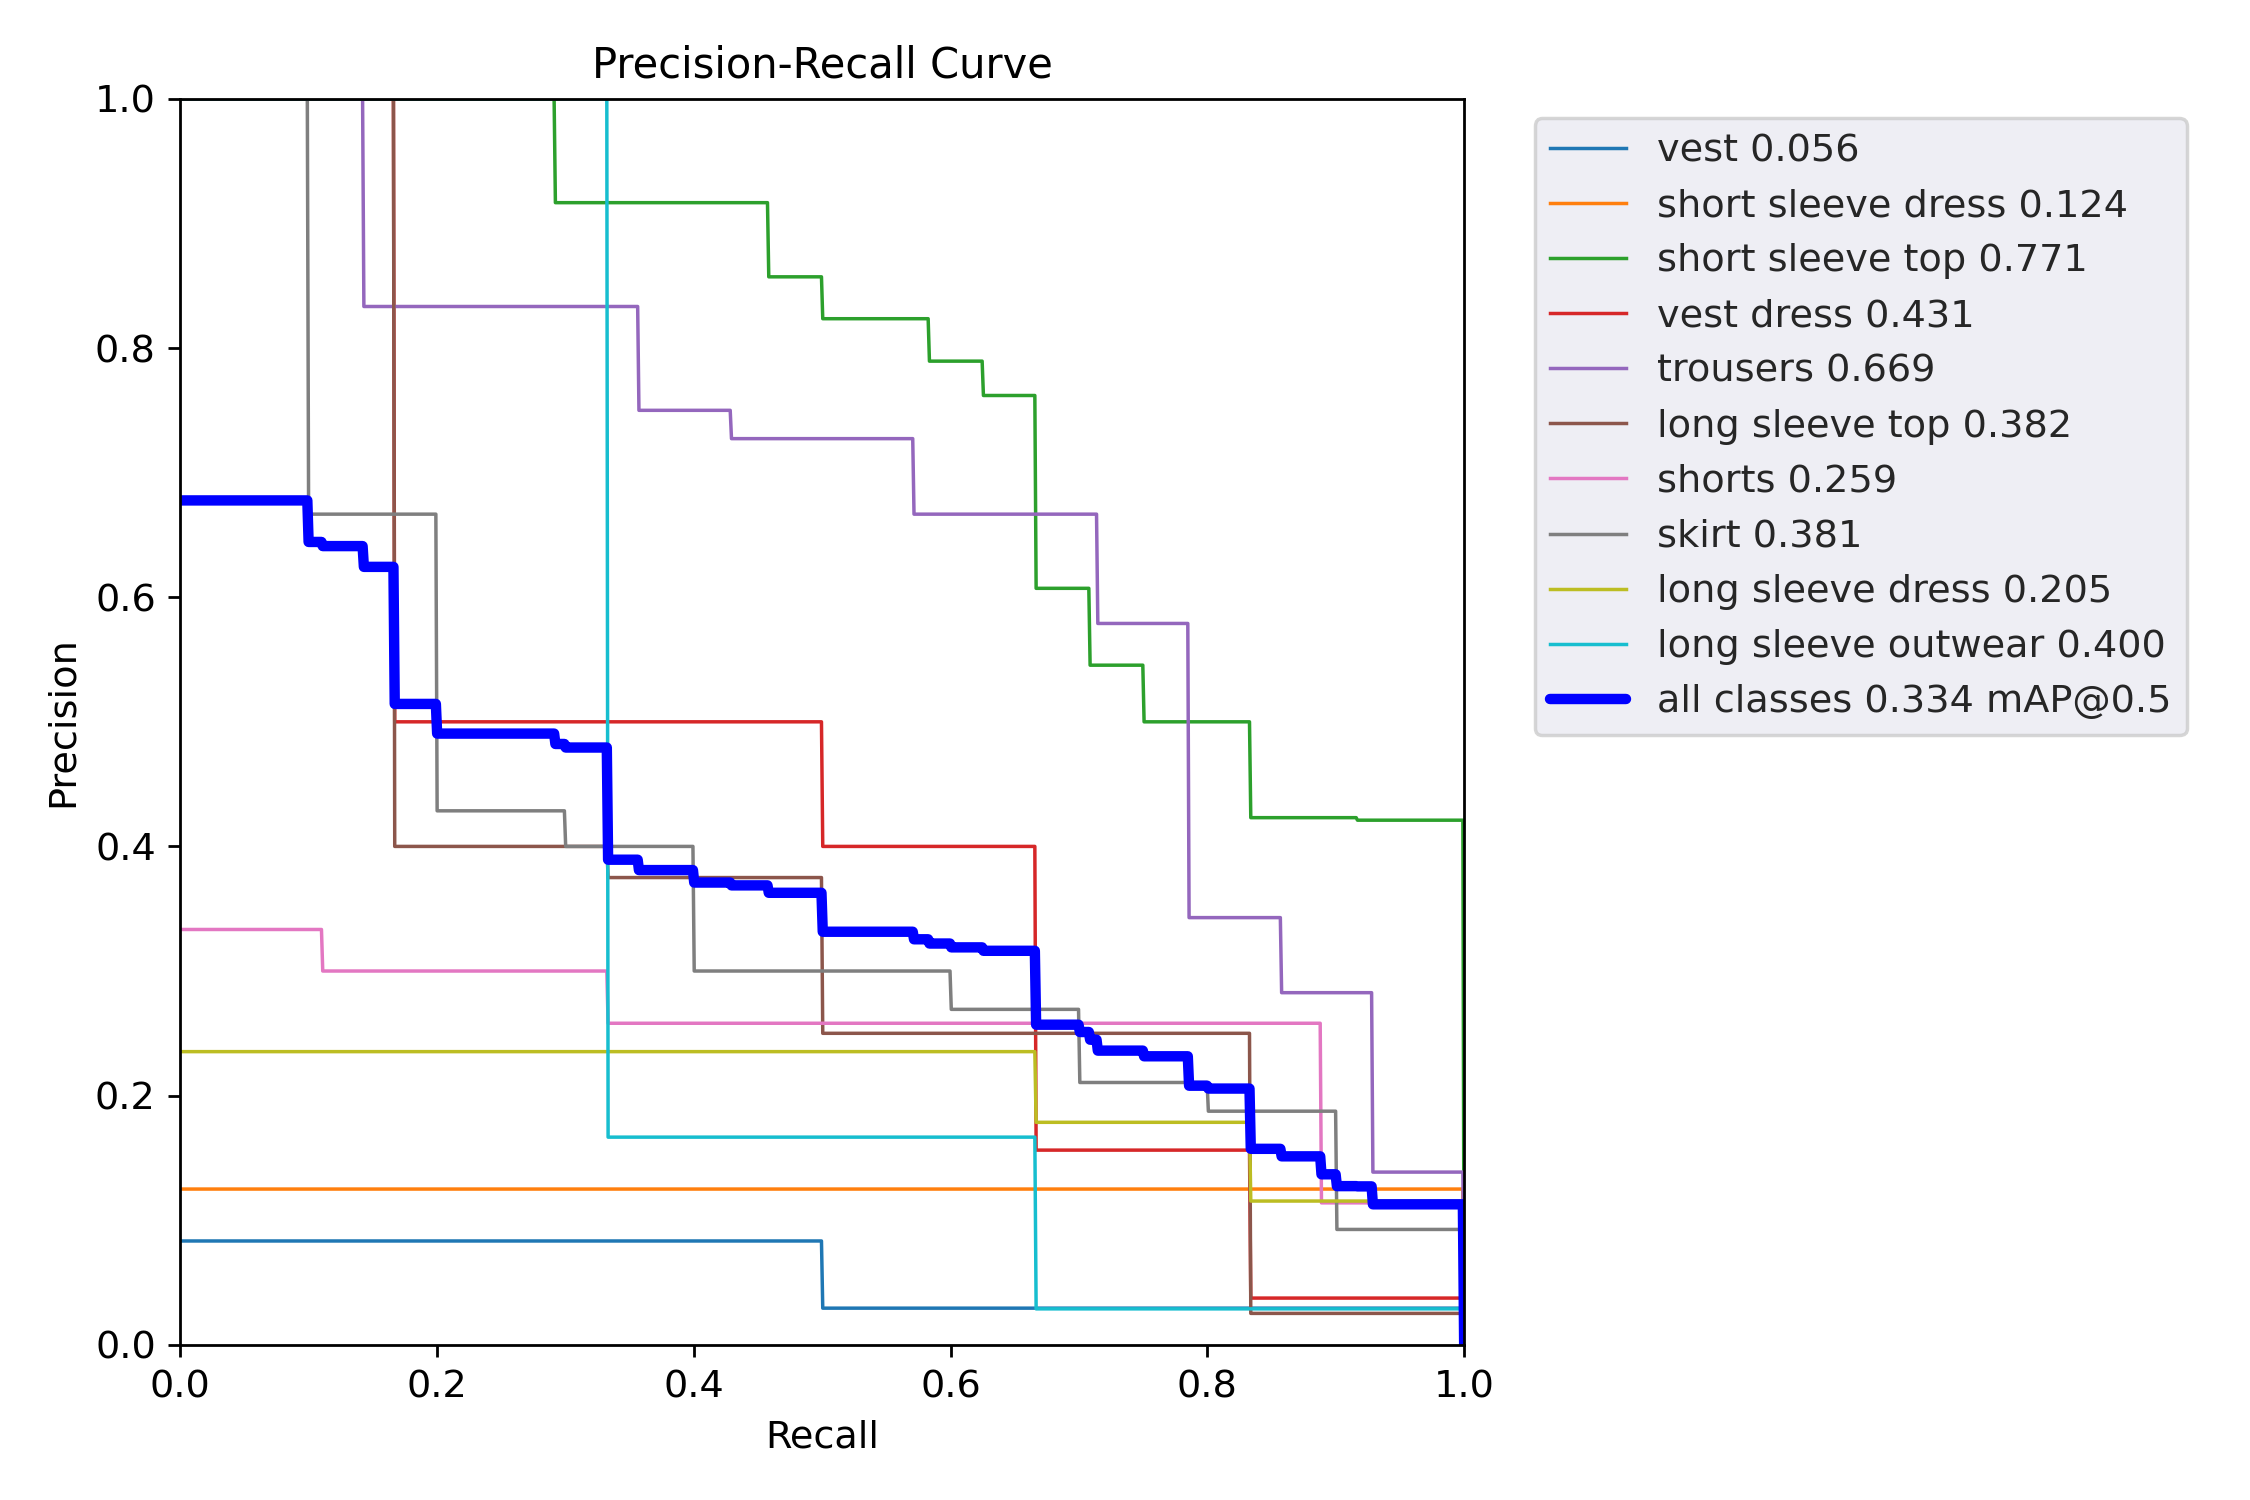 Precision-Recall Curve
1.0
0.8
0.6
0.4
0.2
0.0
Precision
0.0 0.2 0.4 0.6 0.8 1.0
Recall
vest 0.056
short sleeve dress 0.124
short sleeve top 0.771
vest dress 0.431
trousers 0.669
long sleeve top 0.382
shorts 0.259
skirt 0.381
long sleeve dress 0.205
long sleeve outwear 0.400
all classes 0.334 mAP@0.5